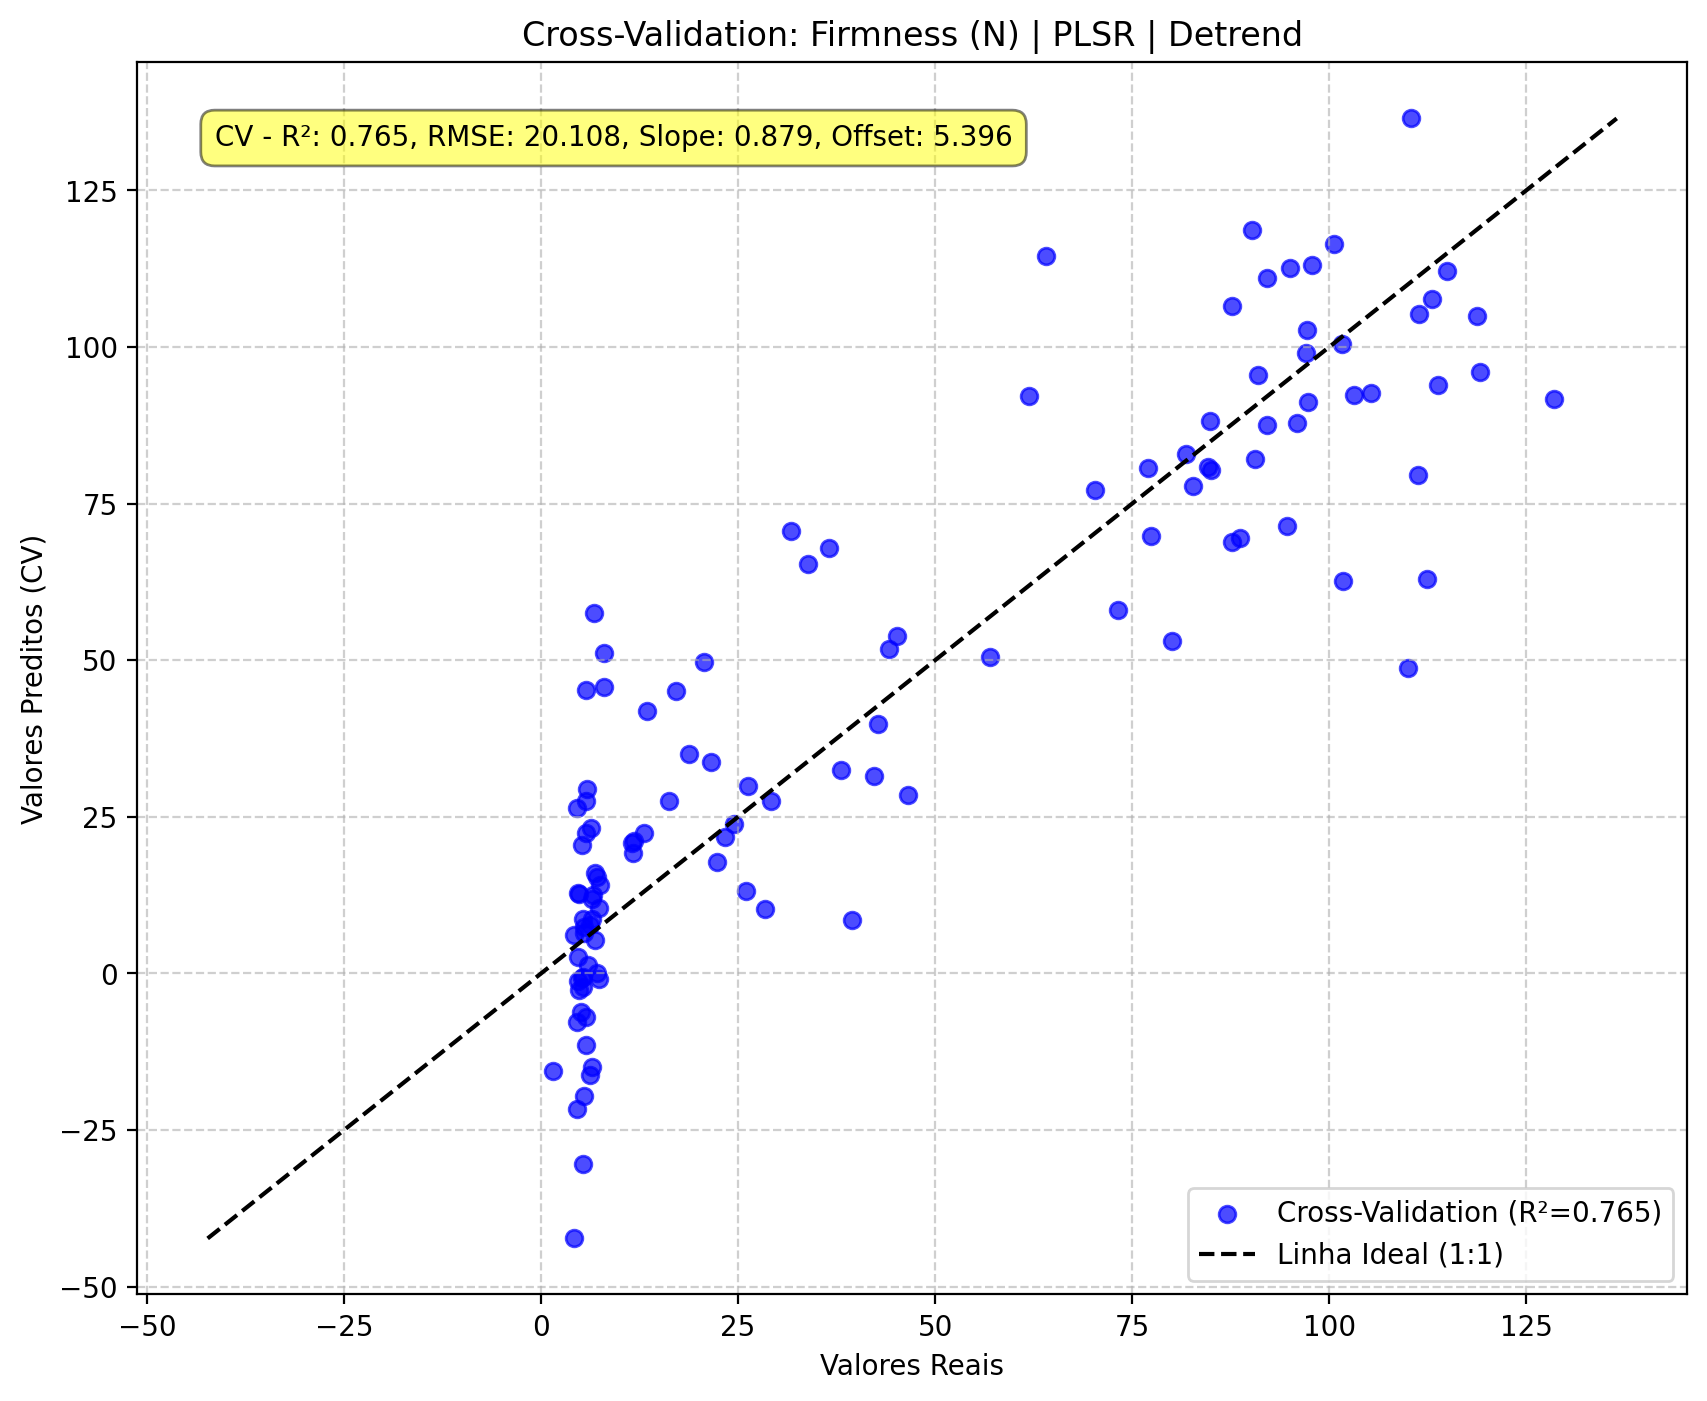 Cross-Validation: Firmness (N) | PLSR | Detrend
CV - R²: 0.765, RMSE: 20.108, Slope: 0.879, Offset: 5.396
Valores Preditos (CV)
125
100
75
50
25
0
−25
−50
−50
−25
0
25
50
75
100
125
Valores Reais
Cross-Validation (R²=0.765)
Linha Ideal (1:1)